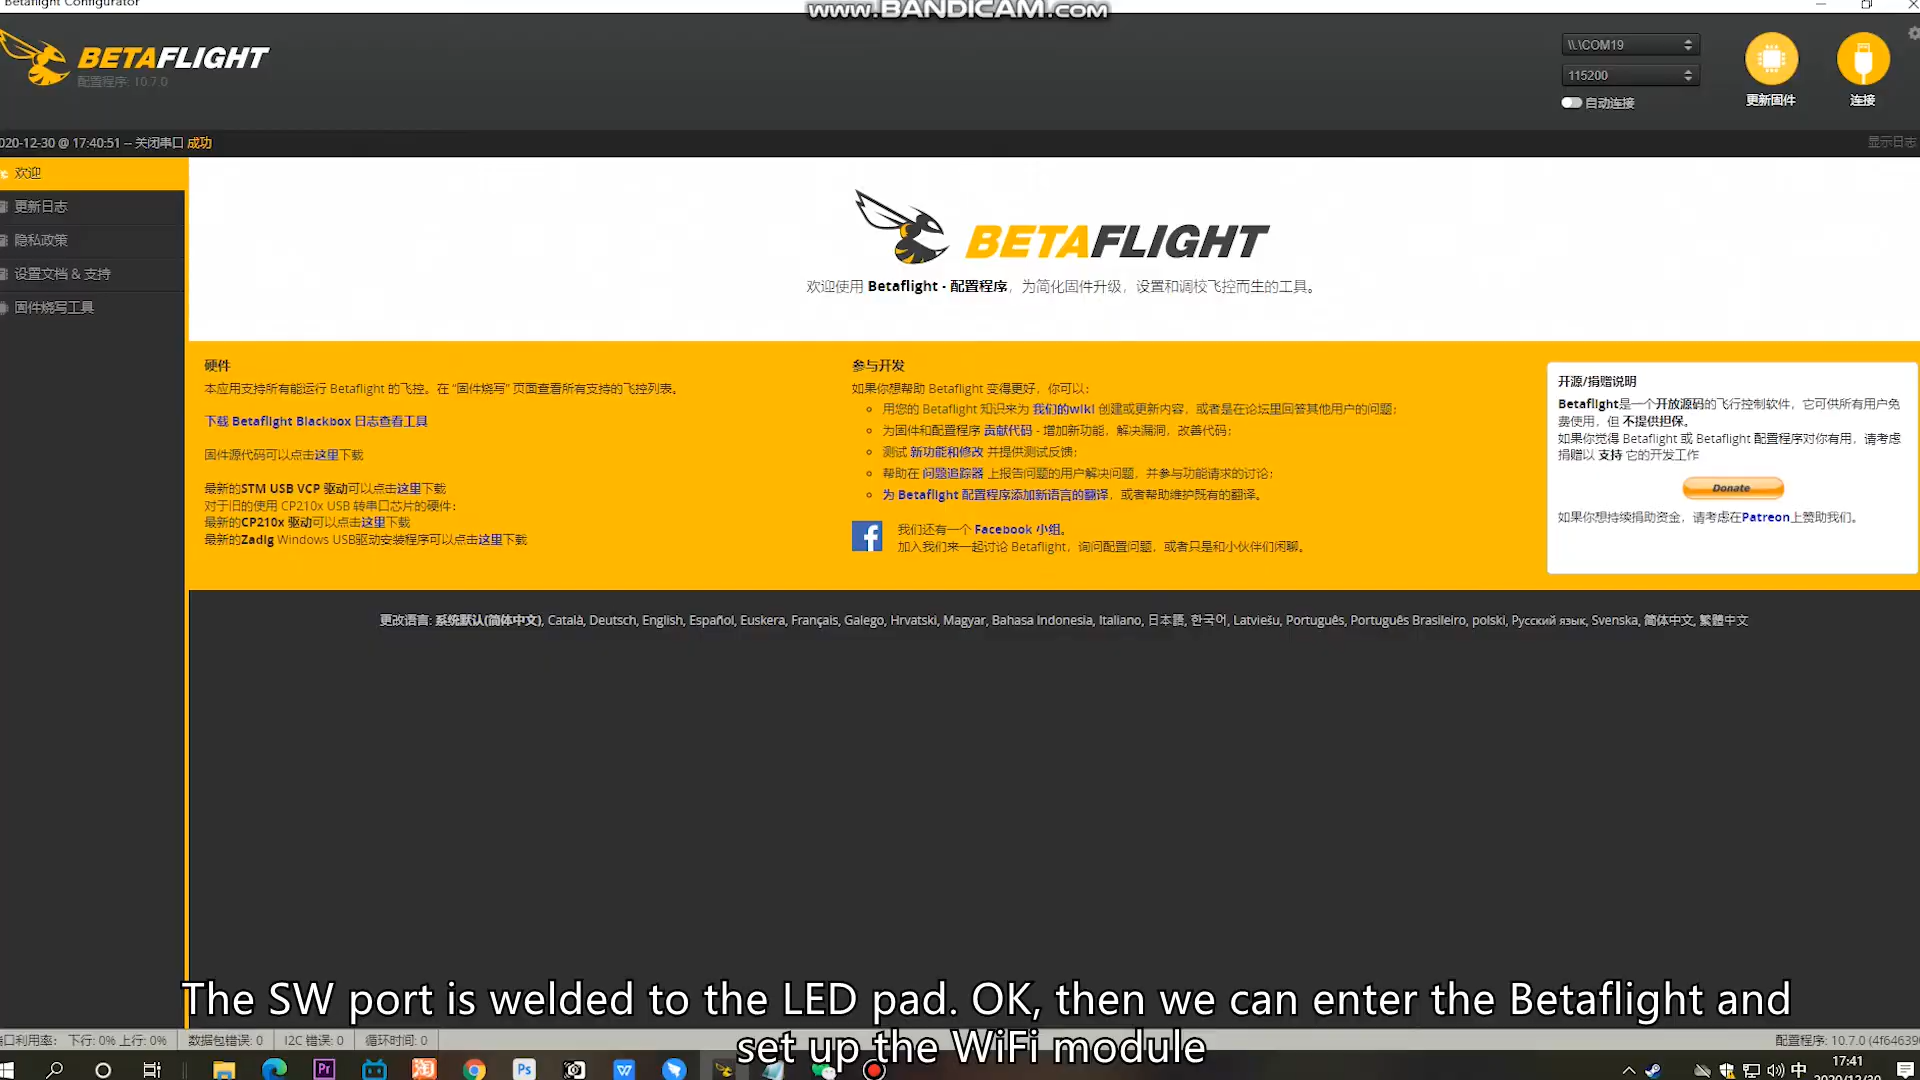 Betaflight Configurator
www.BANDICAM.com
BETAFLIGHT
配置程序: 10.7.0
\\.\COM19
115200
自动连接
更新固件
连接
020-12-30 @ 17:40:51 -- 关闭串口 成功
显示日志
欢迎
更新日志
隐私政策
设置文档 & 支持
固件烧写工具
BETAFLIGHT
欢迎使用 Betaflight - 配置程序，为简化固件升级，设置和调校飞控而生的工具。
硬件
本应用支持所有能运行 Betaflight 的飞控。在 “固件烧写” 页面查看所有支持的飞控列表。
下载 Betaflight Blackbox 日志查看工具
固件源代码可以点击这里下载
最新的STM USB VCP 驱动可以点击这里下载
对于旧的使用 CP210x USB 转串口芯片的硬件：
最新的CP210x 驱动可以点击这里下载
最新的Zadig Windows USB驱动安装程序可以点击这里下载
参与开发
如果你想帮助 Betaflight 变得更好，你可以：
用您的 Betaflight 知识来为 我们的wiki 创建或更新内容，或者是在论坛里回答其他用户的问题；
为固件和配置程序 贡献代码 - 增加新功能，解决漏洞，改善代码；
测试 新功能和修改 并提供测试反馈；
帮助在 问题追踪器 上报告问题的用户解决问题，并参与功能请求的讨论；
为 Betaflight 配置程序添加新语言的翻译，或者帮助维护既有的翻译。
我们还有一个 Facebook 小组。
加入我们来一起讨论 Betaflight，询问配置问题，或者只是和小伙伴们闲聊。
开源/捐赠说明
Betaflight是一个开放源码的飞行控制软件，它可供所有用户免
费使用，但 不提供担保。
如果你觉得 Betaflight 或 Betaflight 配置程序对你有用，请考虑
捐赠以 支持 它的开发工作
Donate
如果你想持续捐助资金，请考虑在Patreon上赞助我们。
更改语言: 系统默认(简体中文), Català, Deutsch, English, Español, Euskera, Français, Galego, Hrvatski, Magyar, Bahasa Indonesia, Italiano, 日本語, 한국어, Latviešu, Português, Português Brasileiro, polski, Русский язык, Svenska, 简体中文, 繁體中文
The SW port is welded to the LED pad. OK, then we can enter the Betaflight and
set up the WiFi module
口利用率: 下行: 0% 上行: 0%
数据包错误: 0
I2C 错误: 0
循环时间: 0
配置程序: 10.7.0 (4f64639
Pr
淘
Ps
中
17:41
2020/12/30